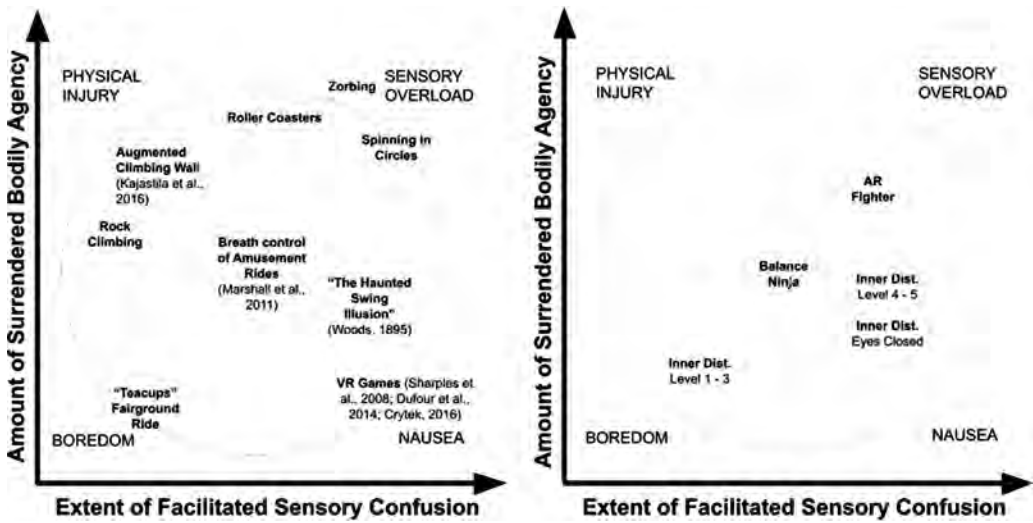 Amount of Surrendered Bodily Agency
PHYSICAL
INJURY
Zorbing
SENSORY
OVERLOAD
Roller Coasters
Spinning In
Circles
Augmented
Climbing Wall
(Kajastila et al.,
2016)
Rock
Climbing
Breath control
of Amusement
Rides
(Marshall et al.,
2011)
"The Haunted
Swing
Illusion"
(Woods. 1895)
VR Games (Sharples et
al., 2008; Dufour et al.,
2014; Crytek, 2016)
"Teacups"
Fairground
Ride
BOREDOM
NAUSEA
Extent of Facilitated Sensory Confusion
Amount of Surrendered Bodily Agency
PHYSICAL
INJURY
SENSORY
OVERLOAD
AR
Fighter
Balance
Ninja
Inner Dist.
Level 4 - 5
Inner Dist.
Eyes Closed
Inner Dist.
Level 1 - 3
BOREDOM
NAUSEA
Extent of Facilitated Sensory Confusion